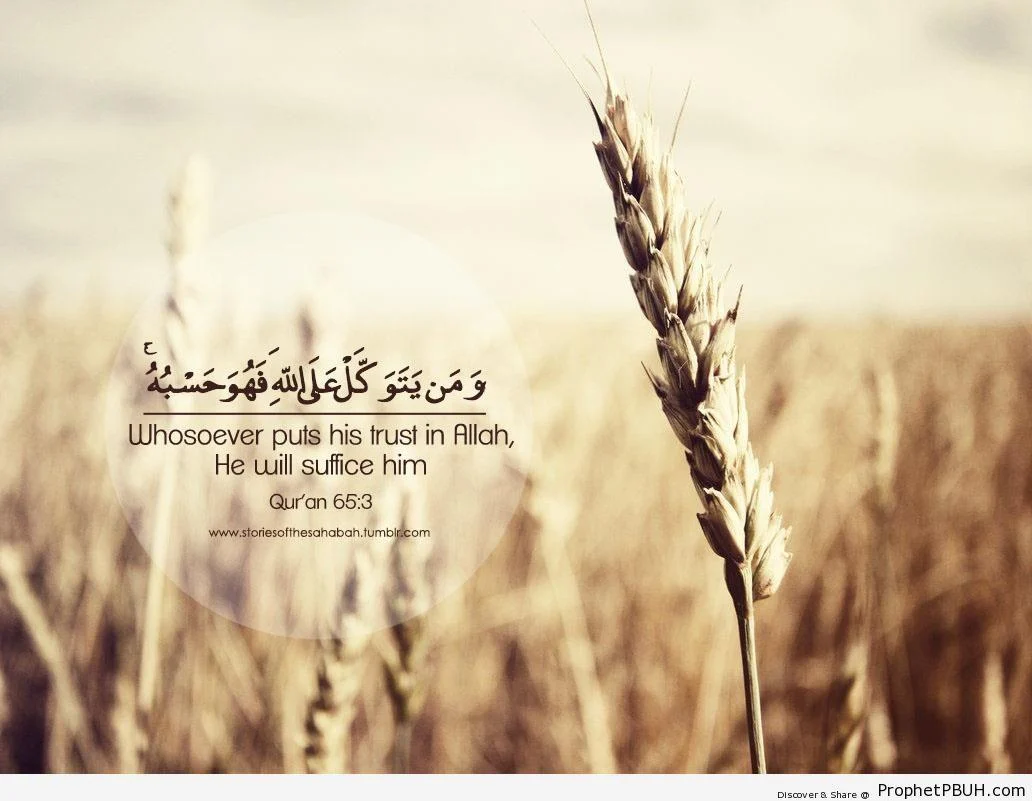 وَمَن يَتَوَكَّلْ عَلَى اللَّهِ فَهُوَ حَسْبُهُ ۚ
Whosoever puts his trust in Allah,
He will suffice him
Qur'an 65:3
www.storiesofthesahabah.tumblr.com
Discover & Share @ ProphetPBUH.com